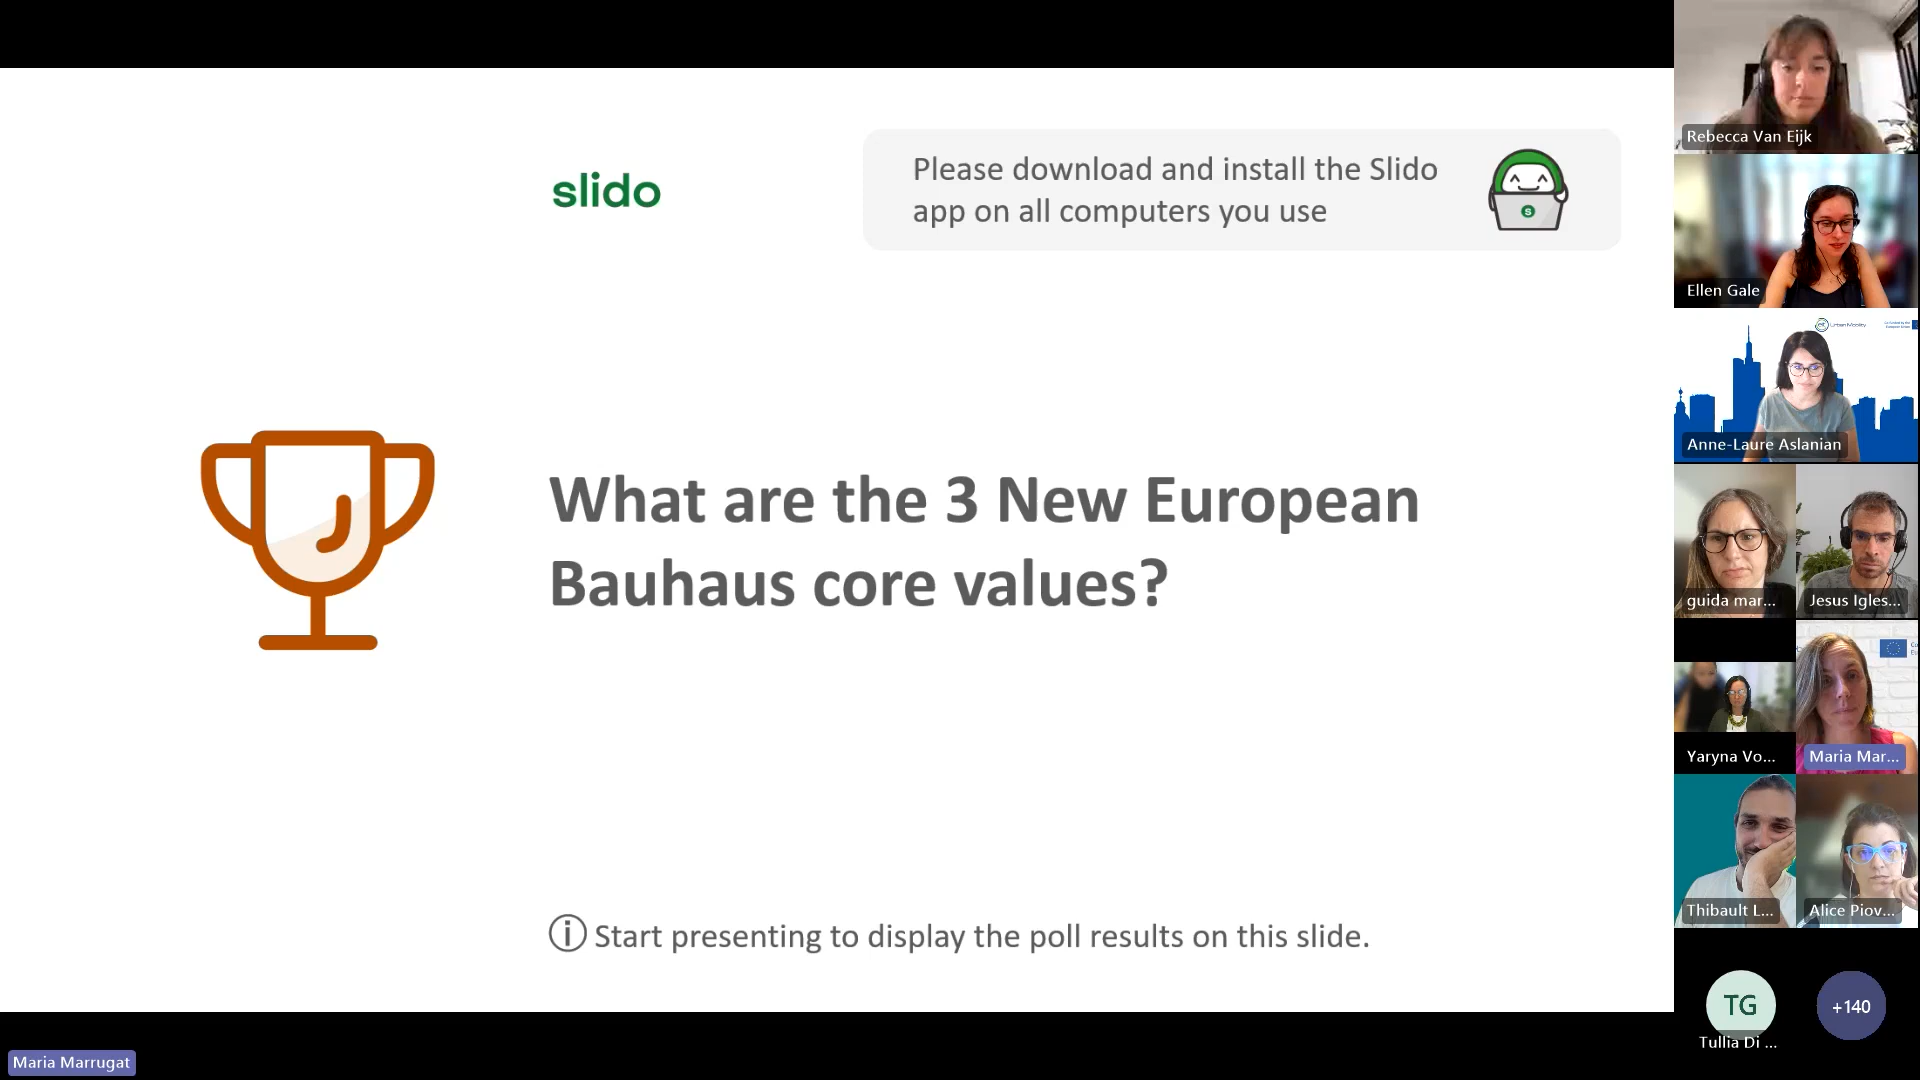 slido
Please download and install the Slido
app on all computers you use
What are the 3 New European
Bauhaus core values?
Start presenting to display the poll results on this slide.
Maria Marrugat
Rebecca Van Eijk
Ellen Gale
Urban Mobility
Anne-Laure Aslanian
guida mar...
Jesus Igles...
Yaryna Vo...
Maria Mar...
Thibault L...
Alice Piov...
TG
Tullia Di ...
+140